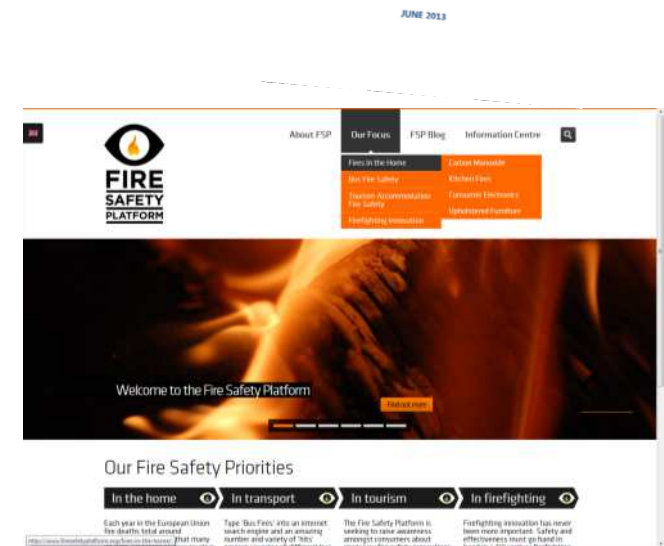 JUNE 2013
About FSP Our Focus FSP Blog Information Centre
FIRE
SAFETY
PLATFORM
Fires in the Home
Bus Fire Safety
Tourism Accommodation
Fire Safety
Firefighting Innovation
Carbon Monoxide
Kitchen Fires
Consumer Electronics
Upholstered Furniture
Welcome to the Fire Safety Platform
Find out more
Our Fire Safety Priorities
In the home
In transport
In tourism
In firefighting
Each year in the European Union
fire deaths total around
that many
Type 'Bus Fires' into an internet
search engine and an amazing
number and variety of 'hits'
The Fire Safety Platform is
seeking to raise awareness
amongst consumers about
Firefighting innovation has never
been more important. Safety and
effectiveness must go hand in